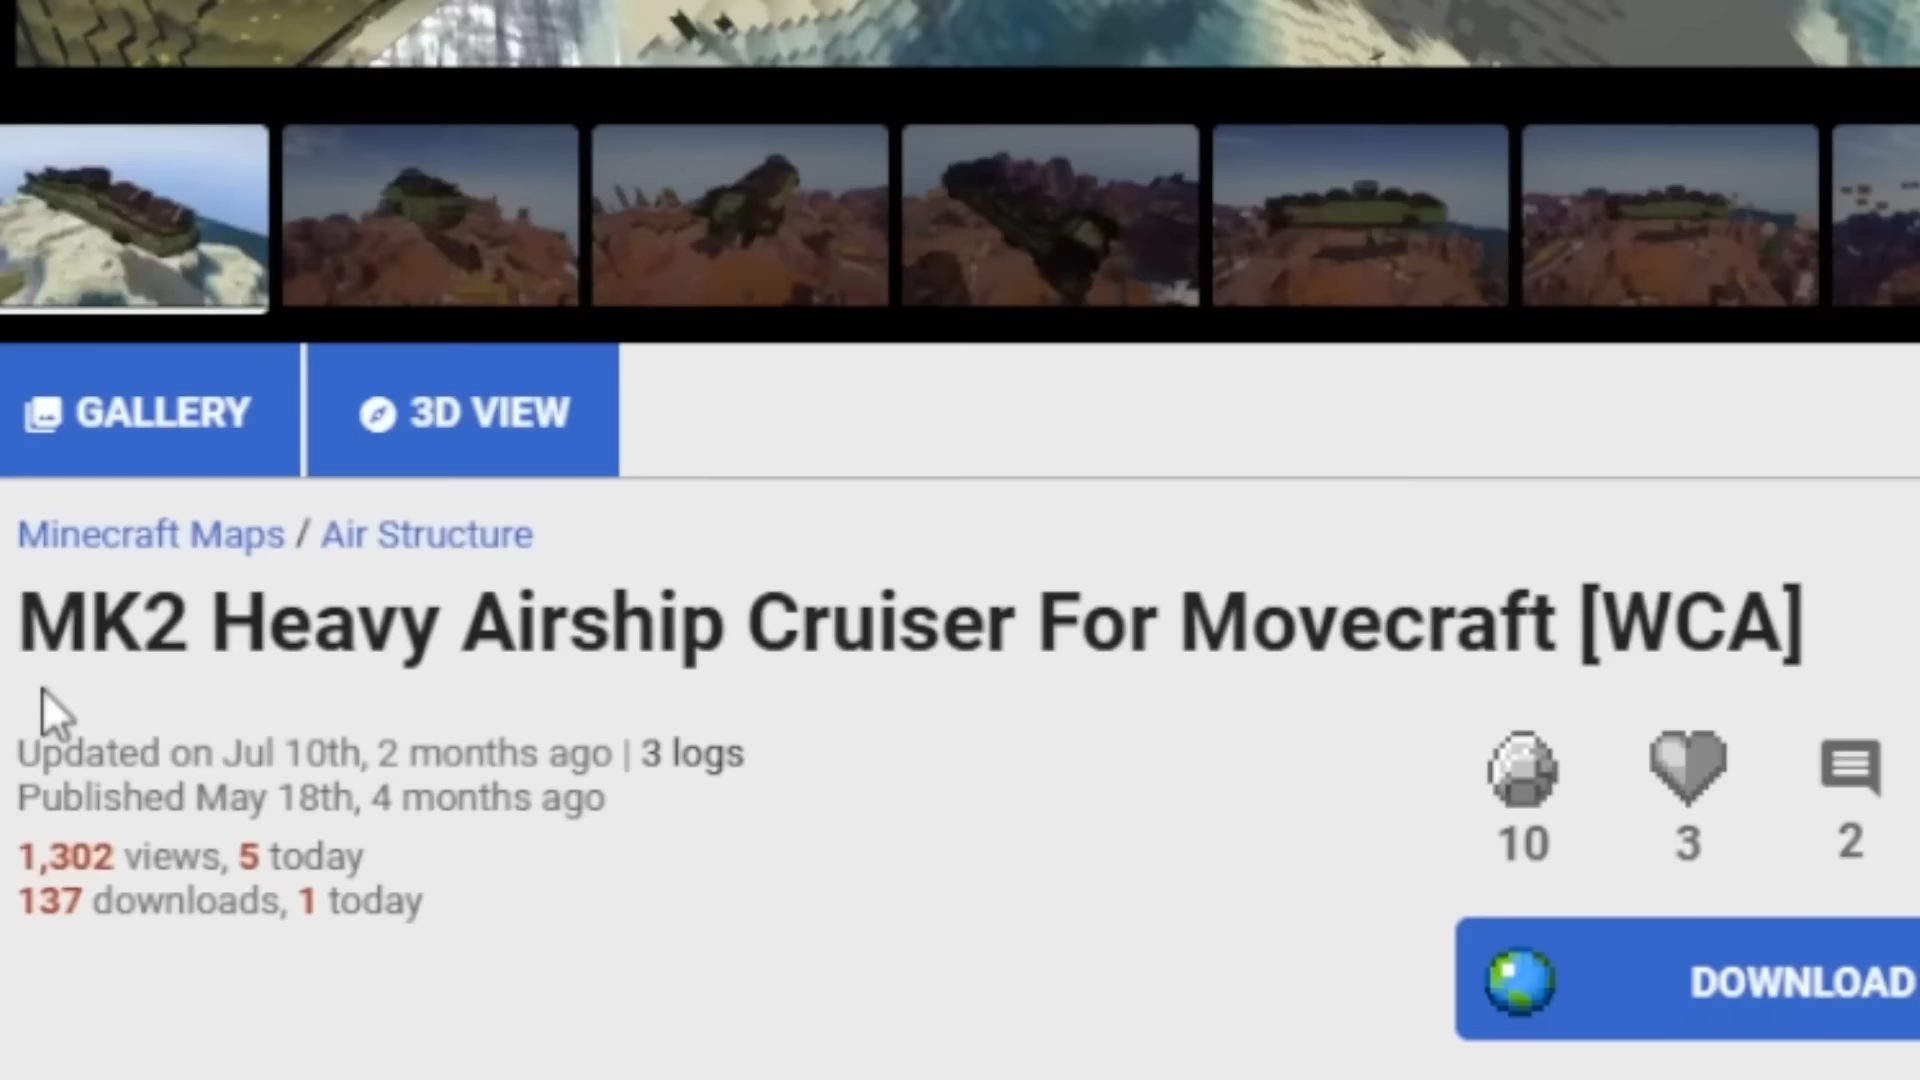 GALLERY
3D VIEW
Minecraft Maps / Air Structure
MK2 Heavy Airship Cruiser For Movecraft [WCA]
Updated on Jul 10th, 2 months ago | 3 logs
Published May 18th, 4 months ago
1,302 views, 5 today
137 downloads, 1 today
10
3
2
DOWNLOAD